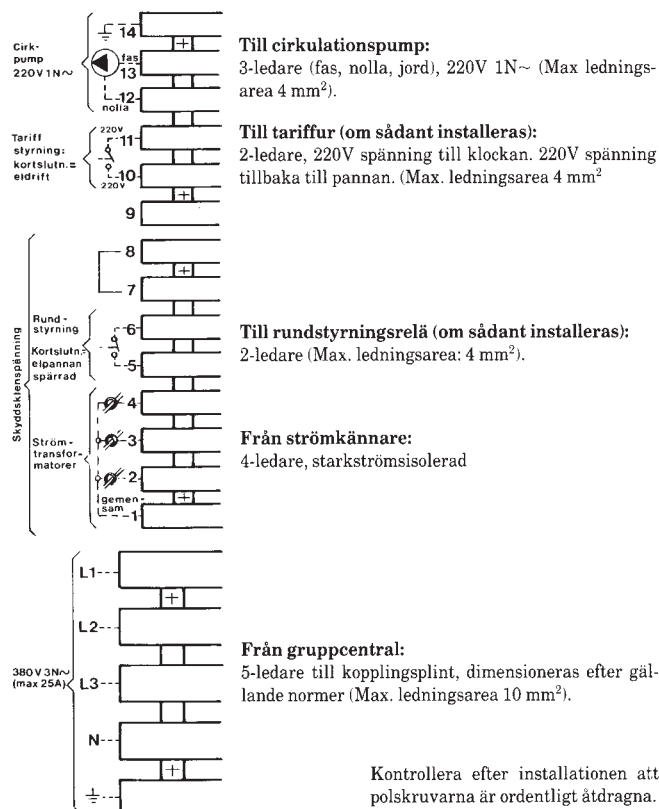 14
Cirk-
pump
220V 1N~
fas
13
12
nolla
Till cirkulationspump:
3-ledare (fas, nolla, jord), 220V 1N~ (Max lednings-
area 4 mm²).
Tariff
styrning:
kortslutn.=
eldrift
220V
11
10
220V
Till tariffur (om sådant installeras):
2-ledare, 220V spänning till klockan. 220V spänning
tillbaka till pannan. (Max. ledningsarea 4 mm²
9
Skyddsklenspänning
8
7
Rund-
styrning
Kortslutn.=
elpannan
spärrad
6
5
Till rundstyrningsrelä (om sådant installeras):
2-ledare (Max. ledningsarea: 4 mm²).
Ström-
transfor-
matorer
4
3
2
gemen-
sam
1
Från strömkännare:
4-ledare, starkströmsisolerad
380V 3N~
(max 25A)
L1
L2
L3
N
Från gruppcentral:
5-ledare till kopplingsplint, dimensioneras efter gäl-
lande normer (Max. ledningsarea 10 mm²).
Kontrollera efter installationen att
polskruvarna är ordentligt åtdragna.